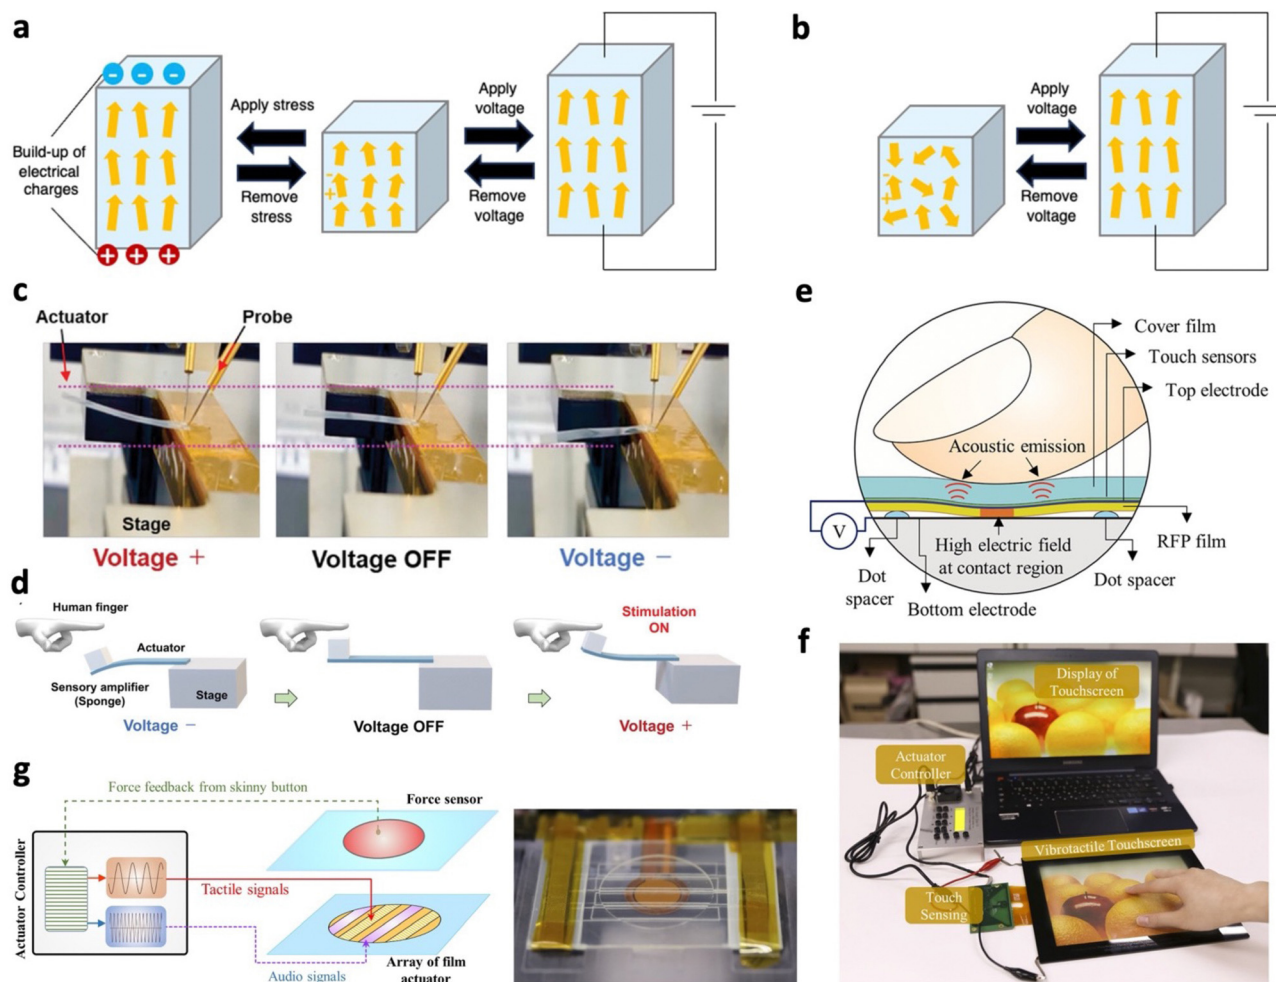 a
Build-up of
electrical
charges
Apply stress
Remove
stress
Apply
voltage
Remove
voltage
b
Apply
voltage
Remove
voltage
c
Actuator
Probe
Stage
Voltage +
Voltage OFF
Voltage −
d
Human finger
Actuator
Sensory amplifier
(Sponge)
Stage
Voltage −
Voltage OFF
Stimulation
ON
Voltage +
e
Cover film
Touch sensors
Top electrode
Acoustic emission
V
High electric field
at contact region
RFP film
Dot
spacer
Bottom electrode
Dot spacer
f
Display of
Touchscreen
Actuator
Controller
Vibrotactile Touchscreen
Touch
Sensing
g
Force feedback from skinny button
Force sensor
Actuator Controller
Tactile signals
Audio signals
Array of film
actuator